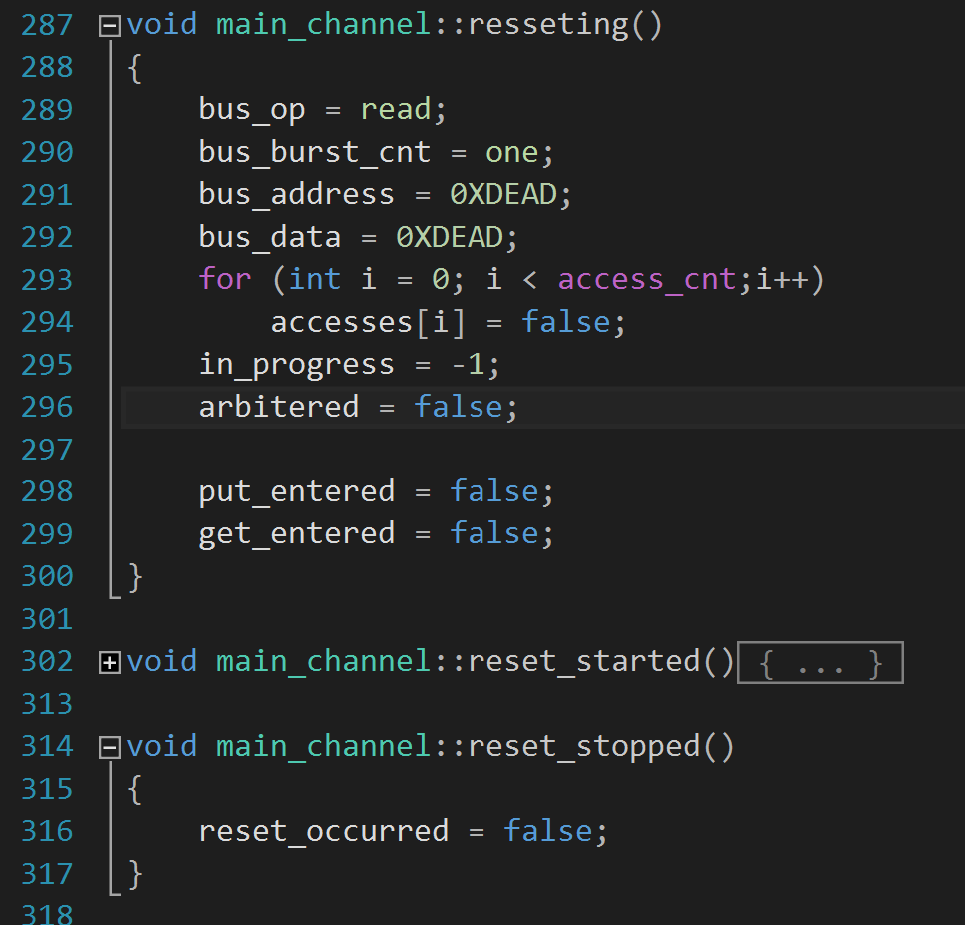 287 void main_channel::resseting()
288 {
289 bus_op = read;
290 bus_burst_cnt = one;
291 bus_address = 0XDEAD;
292 bus_data = 0XDEAD;
293 for (int i = 0; i < access_cnt;i++)
294 accesses[i] = false;
295 in_progress = -1;
296 arbitered = false;
297
298 put_entered = false;
299 get_entered = false;
300 }
301
302 void main_channel::reset_started(){ ... }
313
314 void main_channel::reset_stopped()
315 {
316 reset_occurred = false;
317 }
318